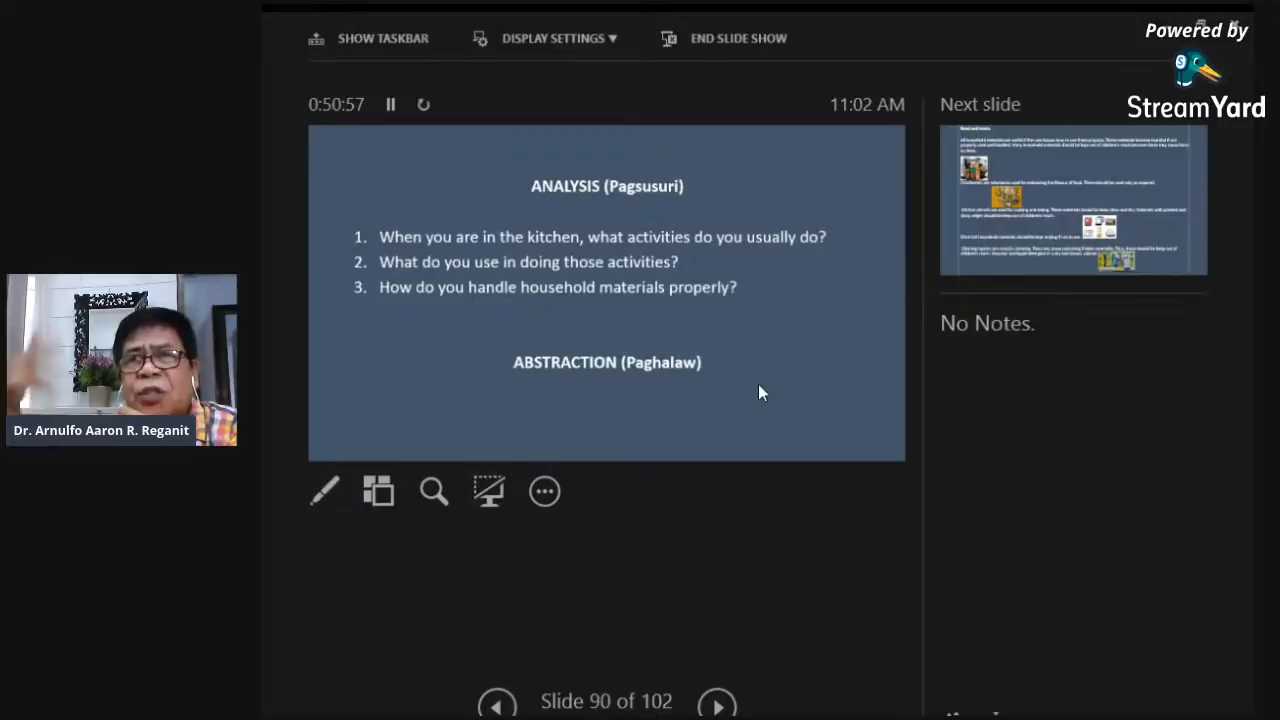 SHOW TASKBAR
DISPLAY SETTINGS ▼
END SLIDE SHOW
Powered by
StreamYard
0:50:57
11:02 AM
Next slide
ANALYSIS (Pagsusuri)
1. When you are in the kitchen, what activities do you usually do?
2. What do you use in doing those activities?
3. How do you handle household materials properly?
ABSTRACTION (Paghalaw)
Read and learn.
No Notes.
Dr. Arnulfo Aaron R. Reganit
Slide 90 of 102